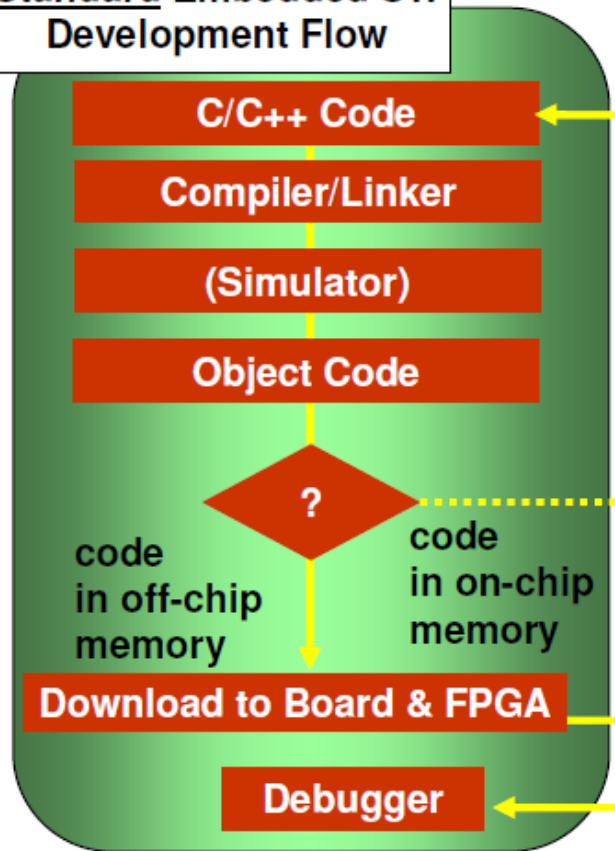 Development Flow
C/C++ Code
Compiler/Linker
(Simulator)
Object Code
?
code
in off-chip
memory
code
in on-chip
memory
Download to Board & FPGA
Debugger